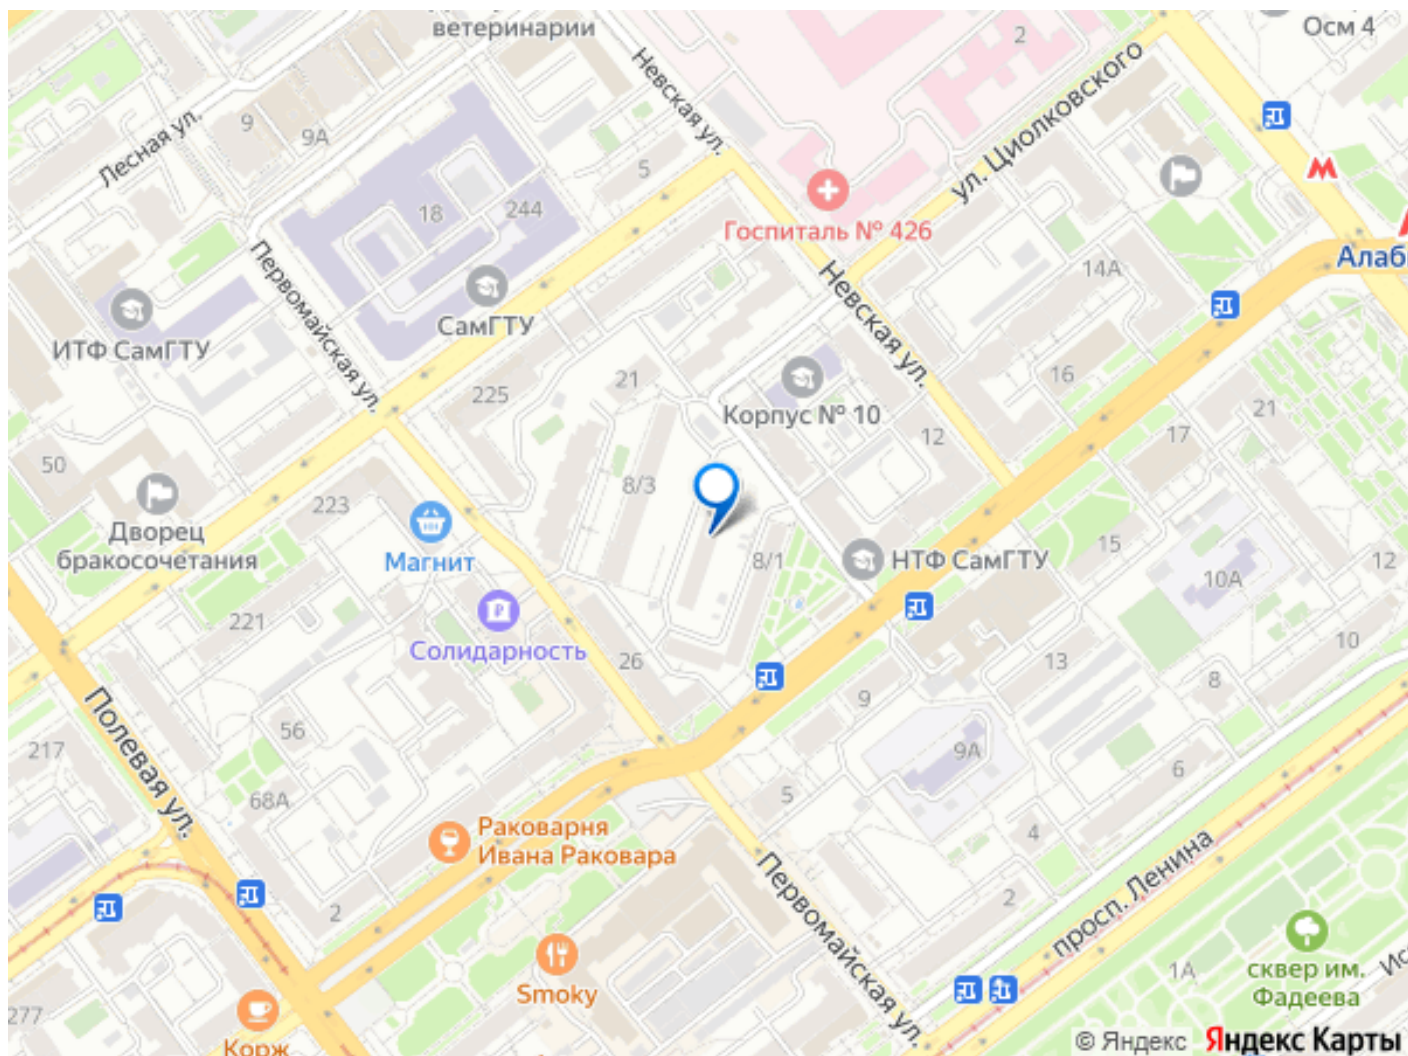 ветеринарии
Осм 4
2
Невская ул.
ул. Циолковского
Лесная ул.
9
9А
5
18
244
Госпиталь № 426
Первомайская ул.
14А
Алаб
СамГТУ
ИТФ СамГТУ
Невская ул.
21
225
16
Корпус № 10
12
21
17
50
8/3
223
Дворец
бракосочетания
Магнит
8/1
НТФ СамГТУ
15
10А
12
221
Солидарность
26
13
10
8
9
Полевая ул.
56
217
9А
6
68А
5
4
Раковарня
Ивана Раковара
Первомайская ул.
просп. Ленина
2
2
1А
сквер им.
Фадеева
Smoky
277
Корж
© Яндекс Яндекс Карты